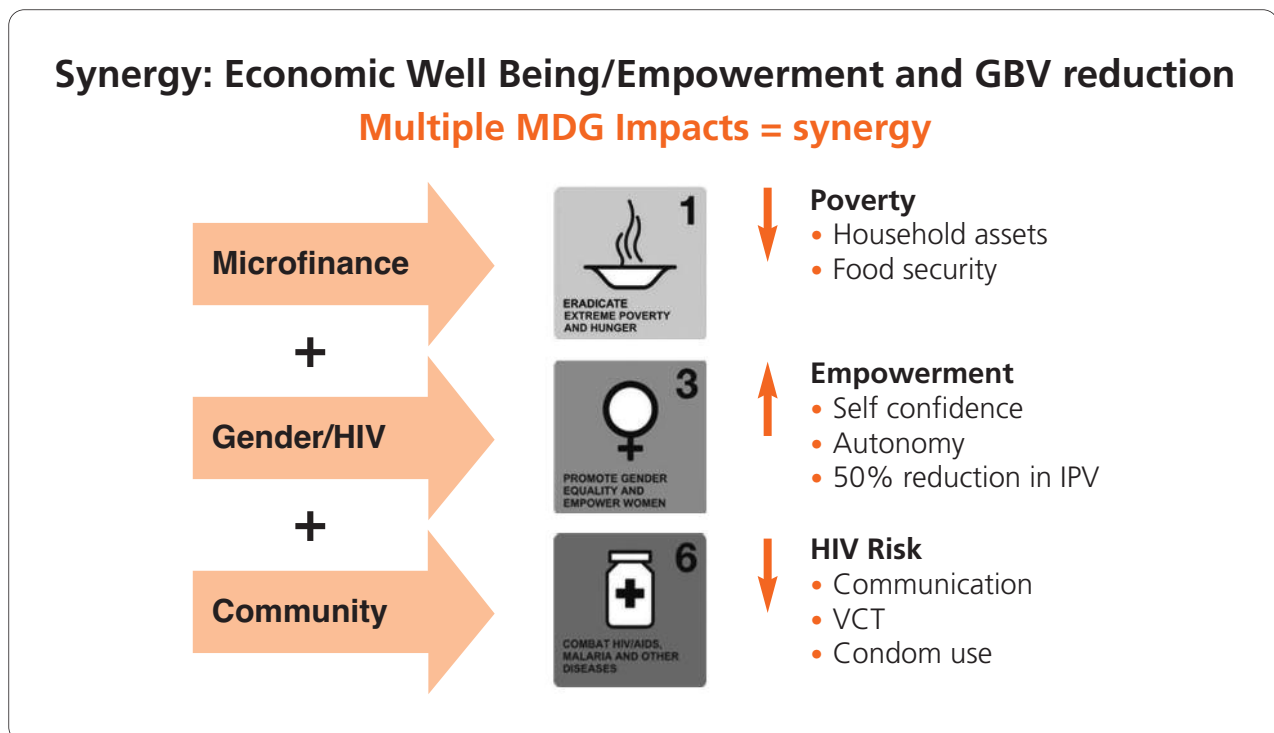 Synergy: Economic Well Being/Empowerment and GBV reduction
Multiple MDG Impacts = synergy
Microfinance
+
Gender/HIV
+
Community
1
ERADICATE
EXTREME POVERTY
AND HUNGER
3
PROMOTE GENDER
EQUALITY AND
EMPOWER WOMEN
6
COMBAT HIV/AIDS,
MALARIA AND OTHER
DISEASES
Poverty
• Household assets
• Food security
Empowerment
• Self confidence
• Autonomy
• 50% reduction in IPV
HIV Risk
• Communication
• VCT
• Condom use